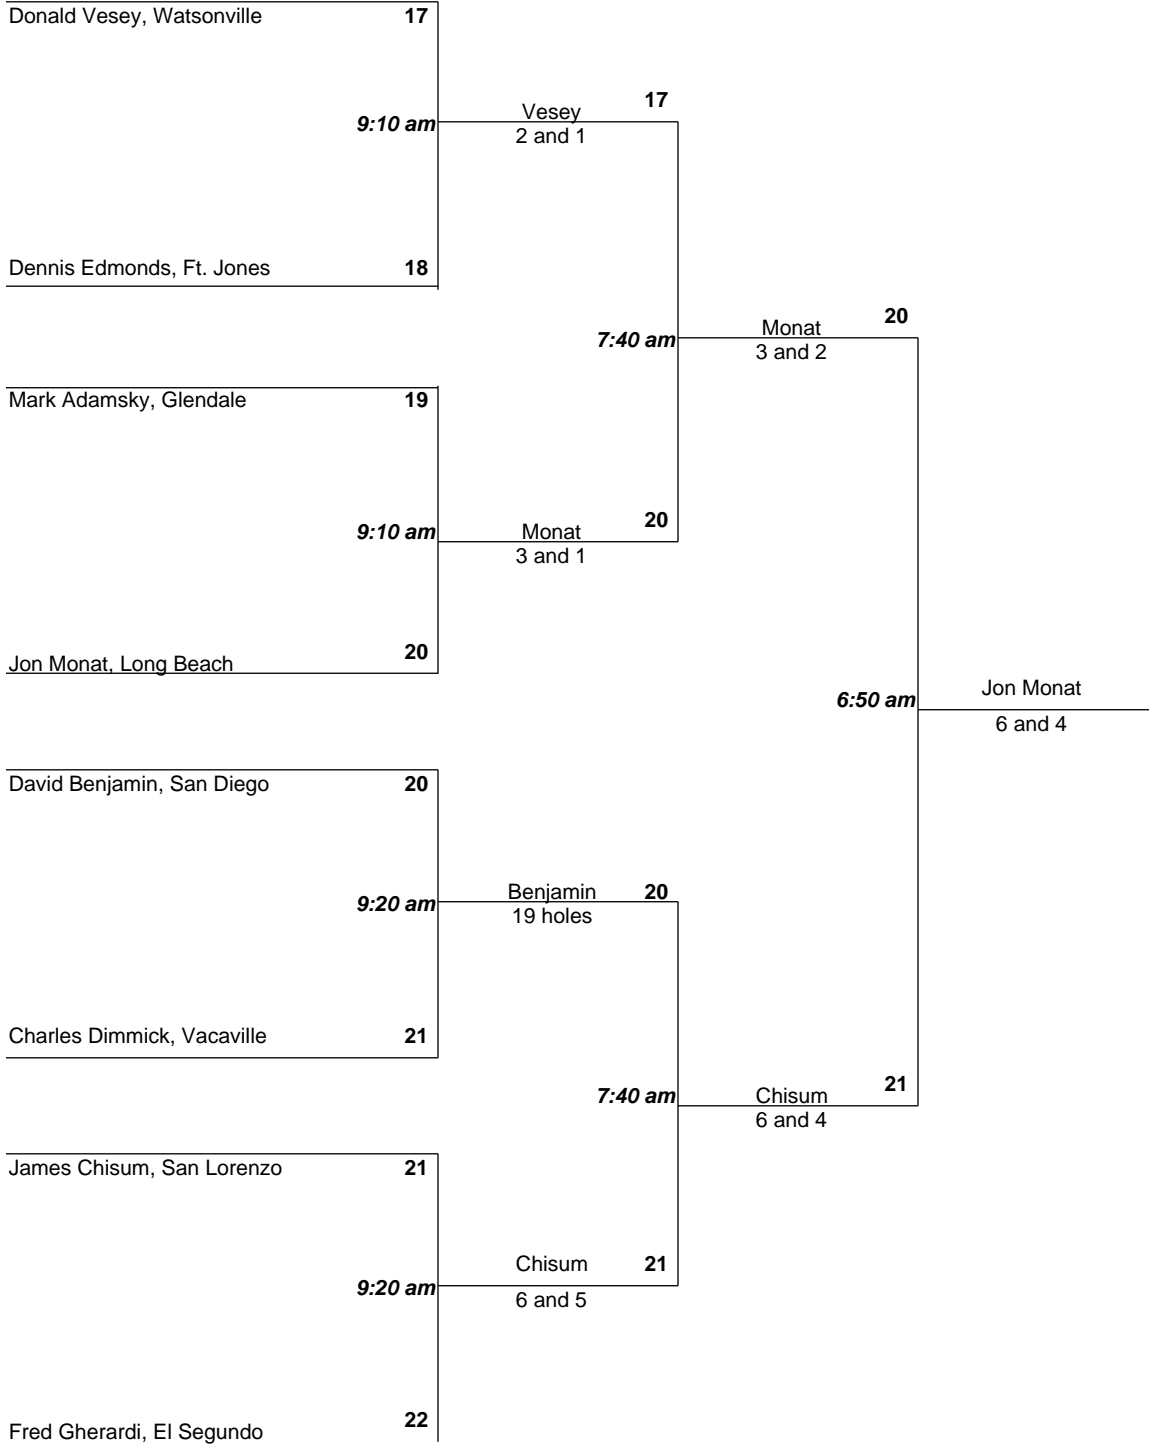 Donald Vesey, Watsonville 17
9:10 am
Vesey 17
2 and 1
Dennis Edmonds, Ft. Jones 18
7:40 am
Monat 20
3 and 2
Mark Adamsky, Glendale 19
9:10 am
Monat 20
3 and 1
Jon Monat, Long Beach 20
6:50 am
Jon Monat
6 and 4
David Benjamin, San Diego 20
9:20 am
Benjamin 20
19 holes
Charles Dimmick, Vacaville 21
7:40 am
Chisum 21
6 and 4
James Chisum, San Lorenzo 21
9:20 am
Chisum 21
6 and 5
Fred Gherardi, El Segundo 22